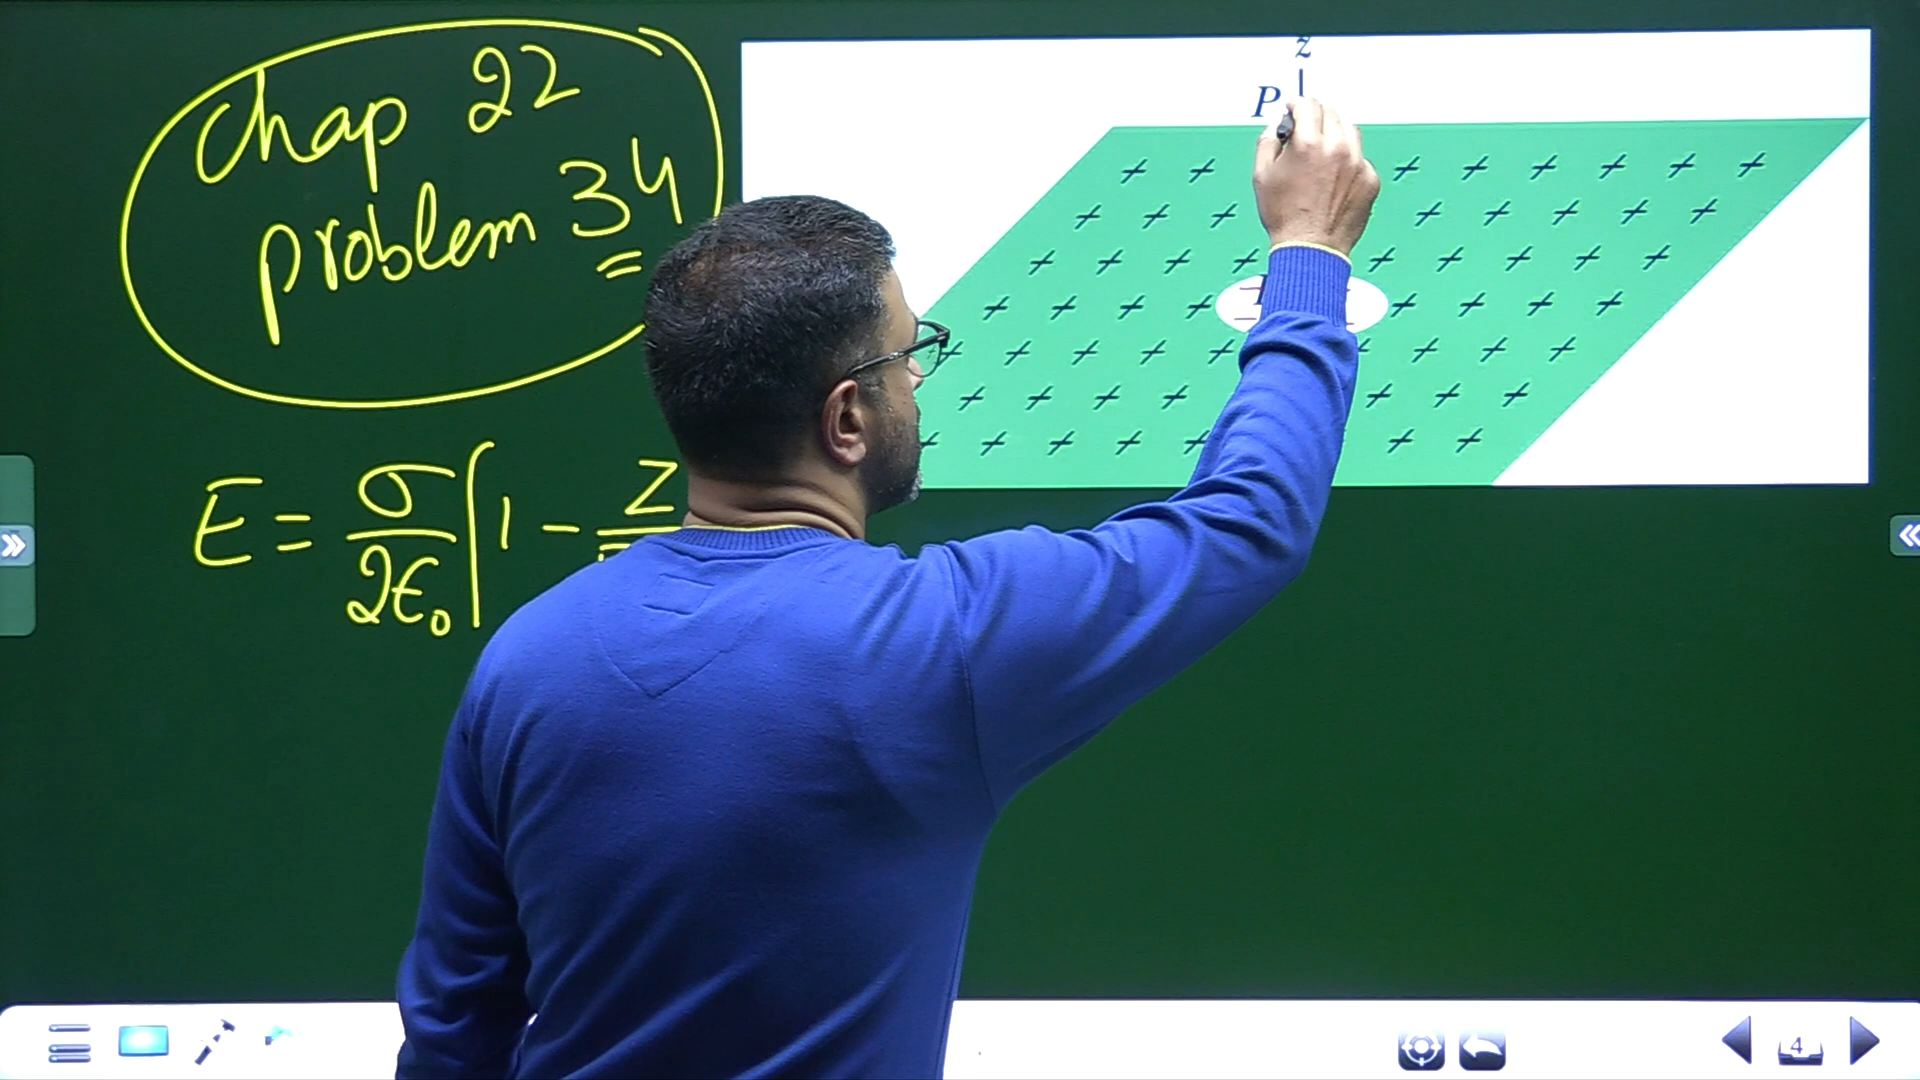 Chap 22
problem 34
z
P
E = σ/2ϵ₀ [ 1 - z
4